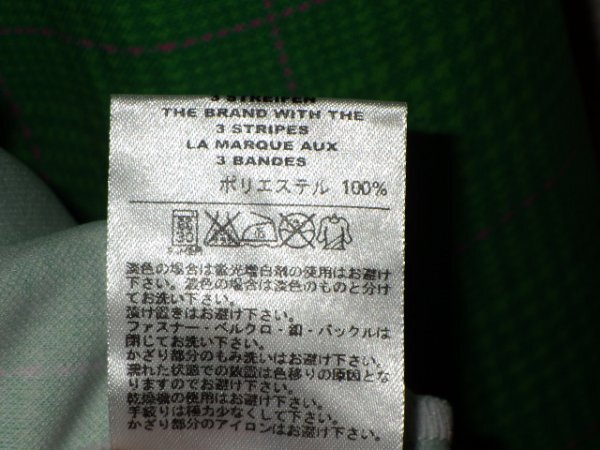 3 STREIFEN
THE BRAND WITH THE
3 STRIPES
LA MARQUE AUX
3 BANDES
ポリエステル 100%
淡色の場合は蛍光増白剤の使用はお避け
下さい。濃色の場合は淡色のものと分け
てお洗い下さい。
漬け置きはお避け下さい。
ファスナー・ベルクロ・釦・バックルは
閉じてお洗い下さい。
かざり部分のもみ洗いはお避け下さい。
濡れた状態での放置は色移りの原因とな
りますのでお避け下さい。
乾燥機の使用はお避け下さい。
手絞りは極力少なくして下さい。
かざり部分のアイロンはお避け下さい。